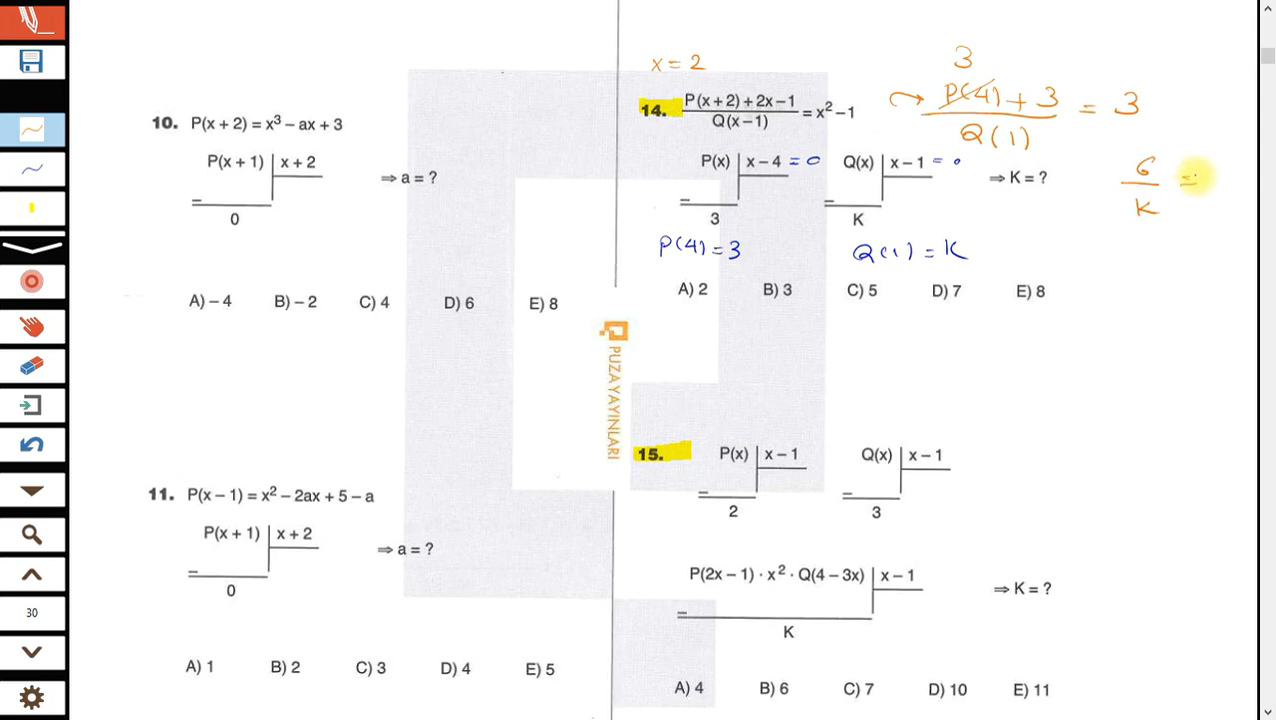 10. P(x + 2) = x³ – ax + 3
P(x + 1) | x + 2
0
⇒ a = ?
A) – 4 B) – 2 C) 4 D) 6 E) 8
11. P(x – 1) = x² – 2ax + 5 – a
P(x + 1) | x + 2
0
⇒ a = ?
A) 1 B) 2 C) 3 D) 4 E) 5
PUZA YAYINLARI
x = 2
14. P(x + 2) + 2x – 1 / Q(x – 1) = x² – 1
3
P(4) + 3 / Q(1) = 3
P(x) | x – 4 = 0
3
Q(x) | x – 1 = 0
K
⇒ K = ?
6 / K =
P(4) = 3
Q(1) = K
A) 2 B) 3 C) 5 D) 7 E) 8
15. P(x) | x – 1
2
Q(x) | x – 1
3
P(2x – 1) · x² · Q(4 – 3x) | x – 1
K
⇒ K = ?
A) 4 B) 6 C) 7 D) 10 E) 11
30